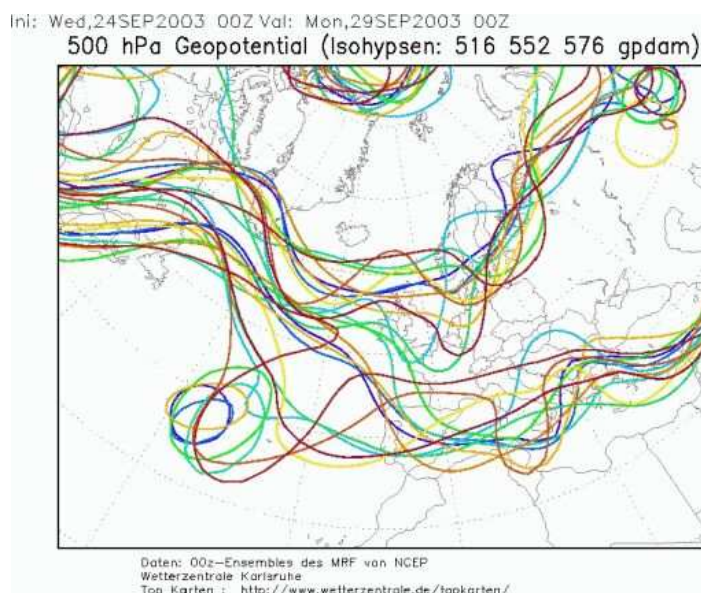 Ini: Wed,24SEP2003 00Z Val: Mon,29SEP2003 00Z
500 hPa Geopotential (Isohypsen: 516 552 576 gpdam)
Daten: 00z-Ensembles des MRF von NCEP
Wetterzentrale Karlsruhe
Top Karten : http://www.wetterzentrale.de/topkarten/